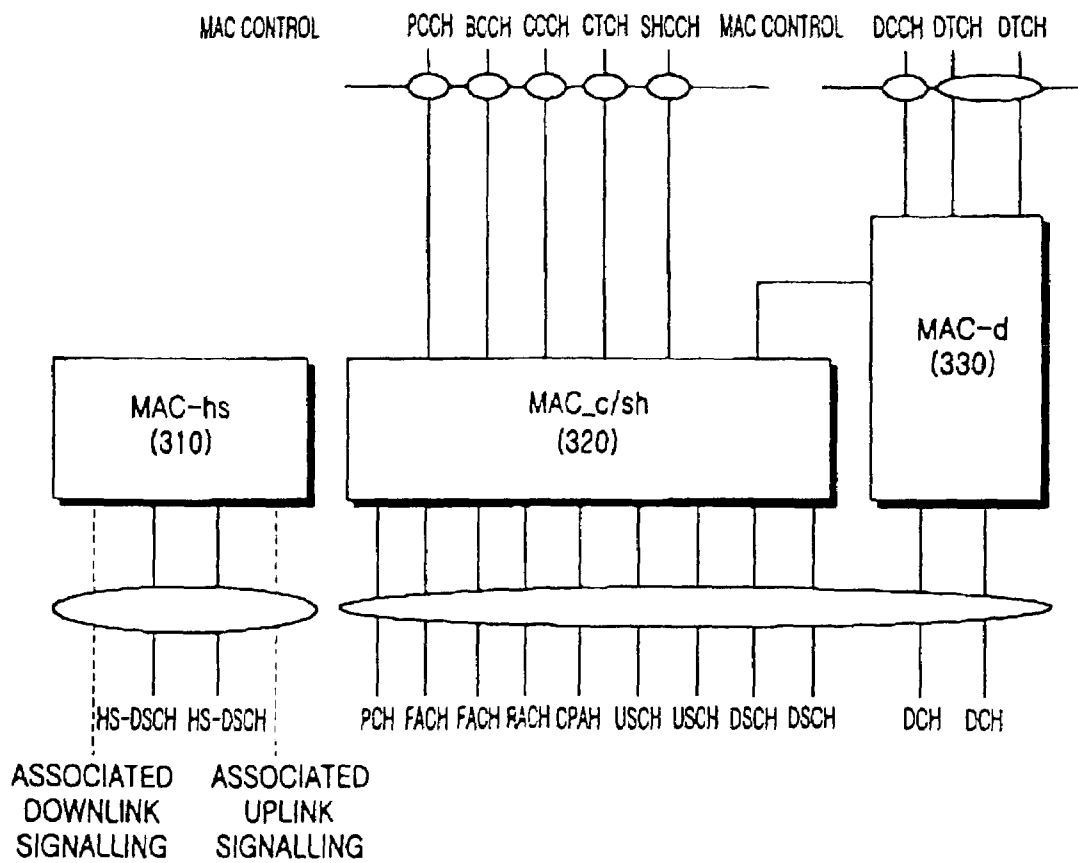 MAC CONTROL PCCH BCCH CCCH CTCH SHCCH MAC CONTROL DCCH DTCH DTCH
MAC-d
(330)
MAC-hs
(310)
MAC_c/sh
(320)
HS-DSCH HS-DSCH PCH FACH FACH RACH CPAH USCH USCH DSCH DSCH DCH DCH
ASSOCIATED
DOWNLINK
SIGNALLING
ASSOCIATED
UPLINK
SIGNALLING